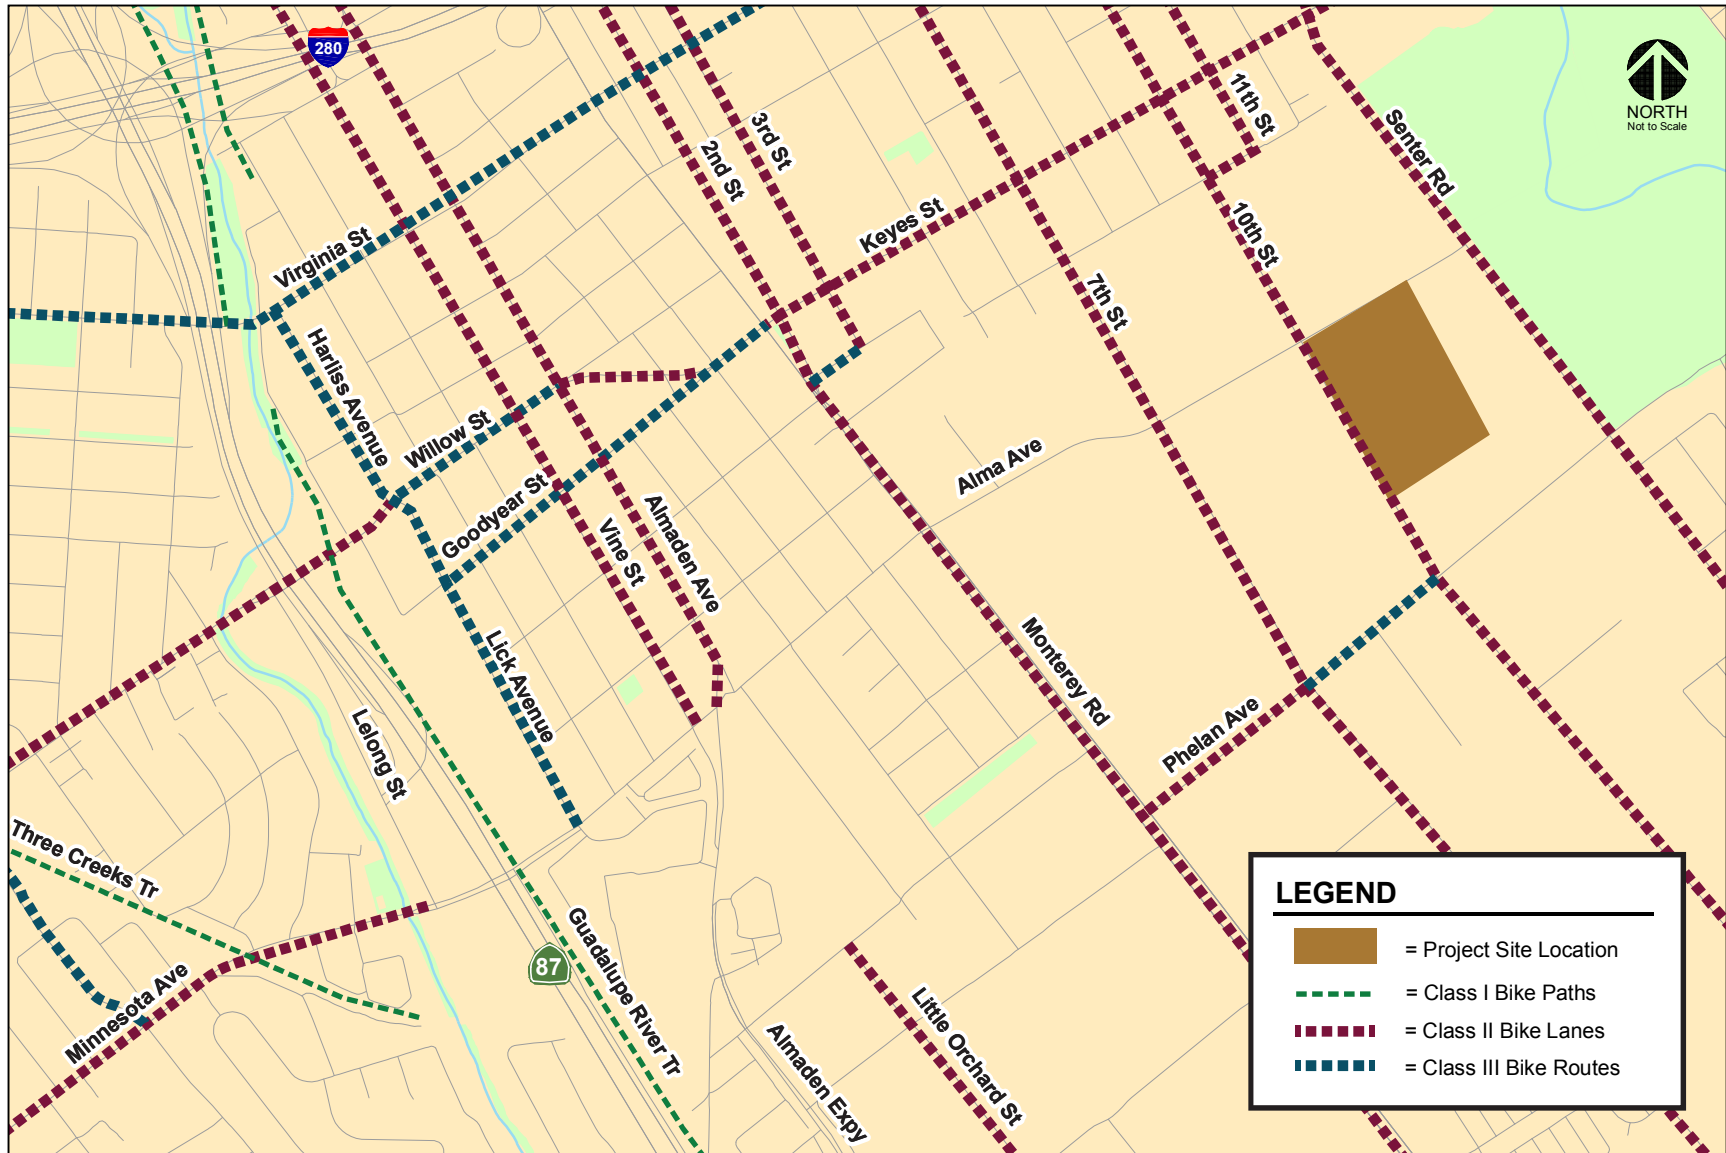 280
NORTH
Not to Scale
11th St
3rd St
Senter Rd
2nd St
Keyes St
10th St
Virginia St
7th St
Harliss Avenue
Willow St
Alma Ave
Goodyear St
Almaden Ave
Vine St
Monterey Rd
Lick Avenue
Phelan Ave
Lelong St
Three Creeks Tr
LEGEND
= Project Site Location
= Class I Bike Paths
= Class II Bike Lanes
= Class III Bike Routes
87
Guadalupe River Tr
Minnesota Ave
Little Orchard St
Almaden Expy